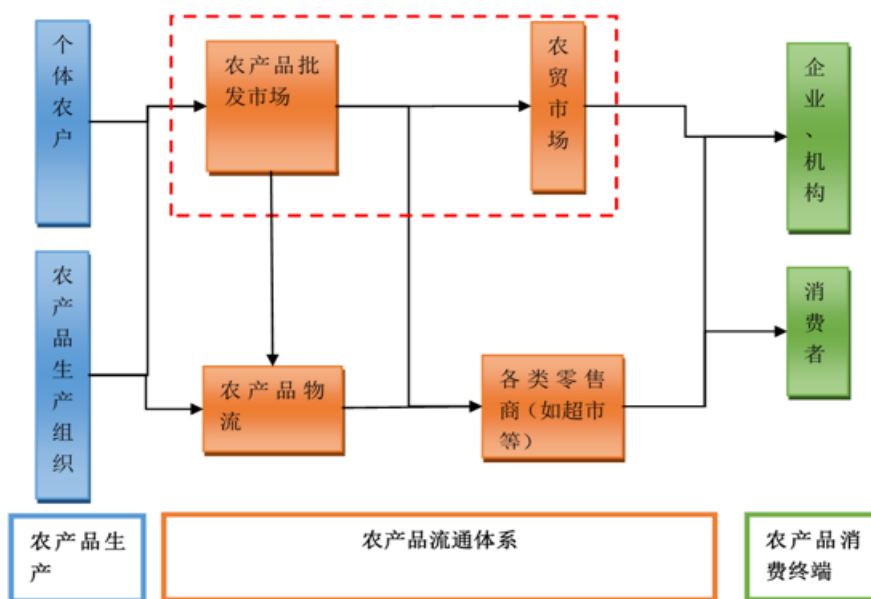 个体农户
农产品批
发市场
农贸市场
企业、机构
农产品生产组织
农产品物
流
各类零售
商（如超市
等）
消费者
农产品生
产
农产品流通体系
农产品消
费终端